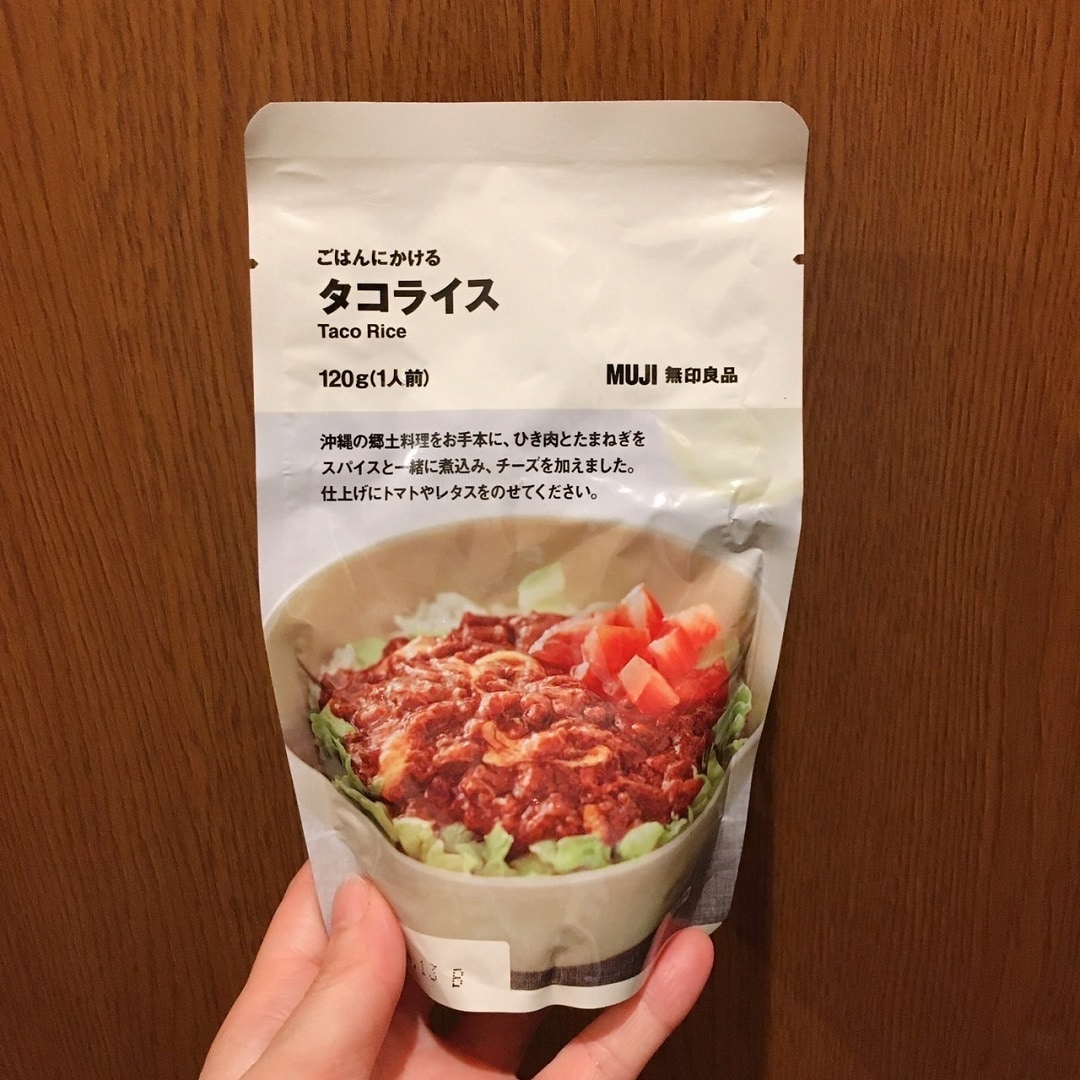 ごはんにかける
タコライス
Taco Rice
120g(1人前)
MUJI 無印良品
沖縄の郷土料理をお手本に、ひき肉とたまねぎを
スパイスと一緒に煮込み、チーズを加えました。
仕上げにトマトやレタスをのせてください。
.13